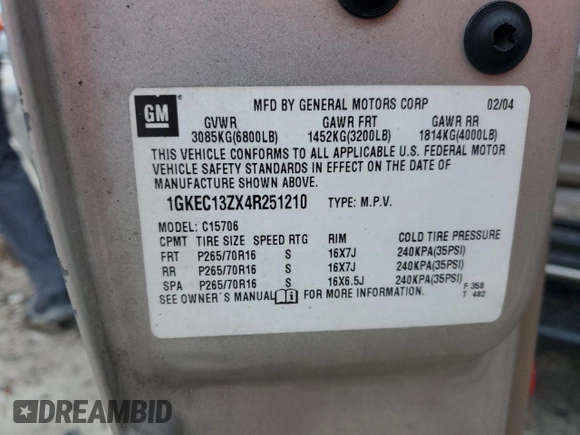 GM
MFD BY GENERAL MOTORS CORP 02/04
GVWR GAWR FRT GAWR RR
3085KG(6800LB) 1452KG(3200LB) 1814KG(4000LB)
THIS VEHICLE CONFORMS TO ALL APPLICABLE U.S. FEDERAL MOTOR
VEHICLE SAFETY STANDARDS IN EFFECT ON THE DATE OF
MANUFACTURE SHOWN ABOVE.
1GKEC13ZX4R251210 TYPE: M.P.V.
MODEL: C15706
CPMT TIRE SIZE SPEED RTG RIM COLD TIRE PRESSURE
FRT P265/70R16 S 16X7J 240KPA(35PSI)
RR P265/70R16 S 16X7J 240KPA(35PSI)
SPA P265/70R16 S 16X6.5J 240KPA(35PSI)
SEE OWNER'S MANUAL FOR MORE INFORMATION.
F 358
T 482
DREAMBID